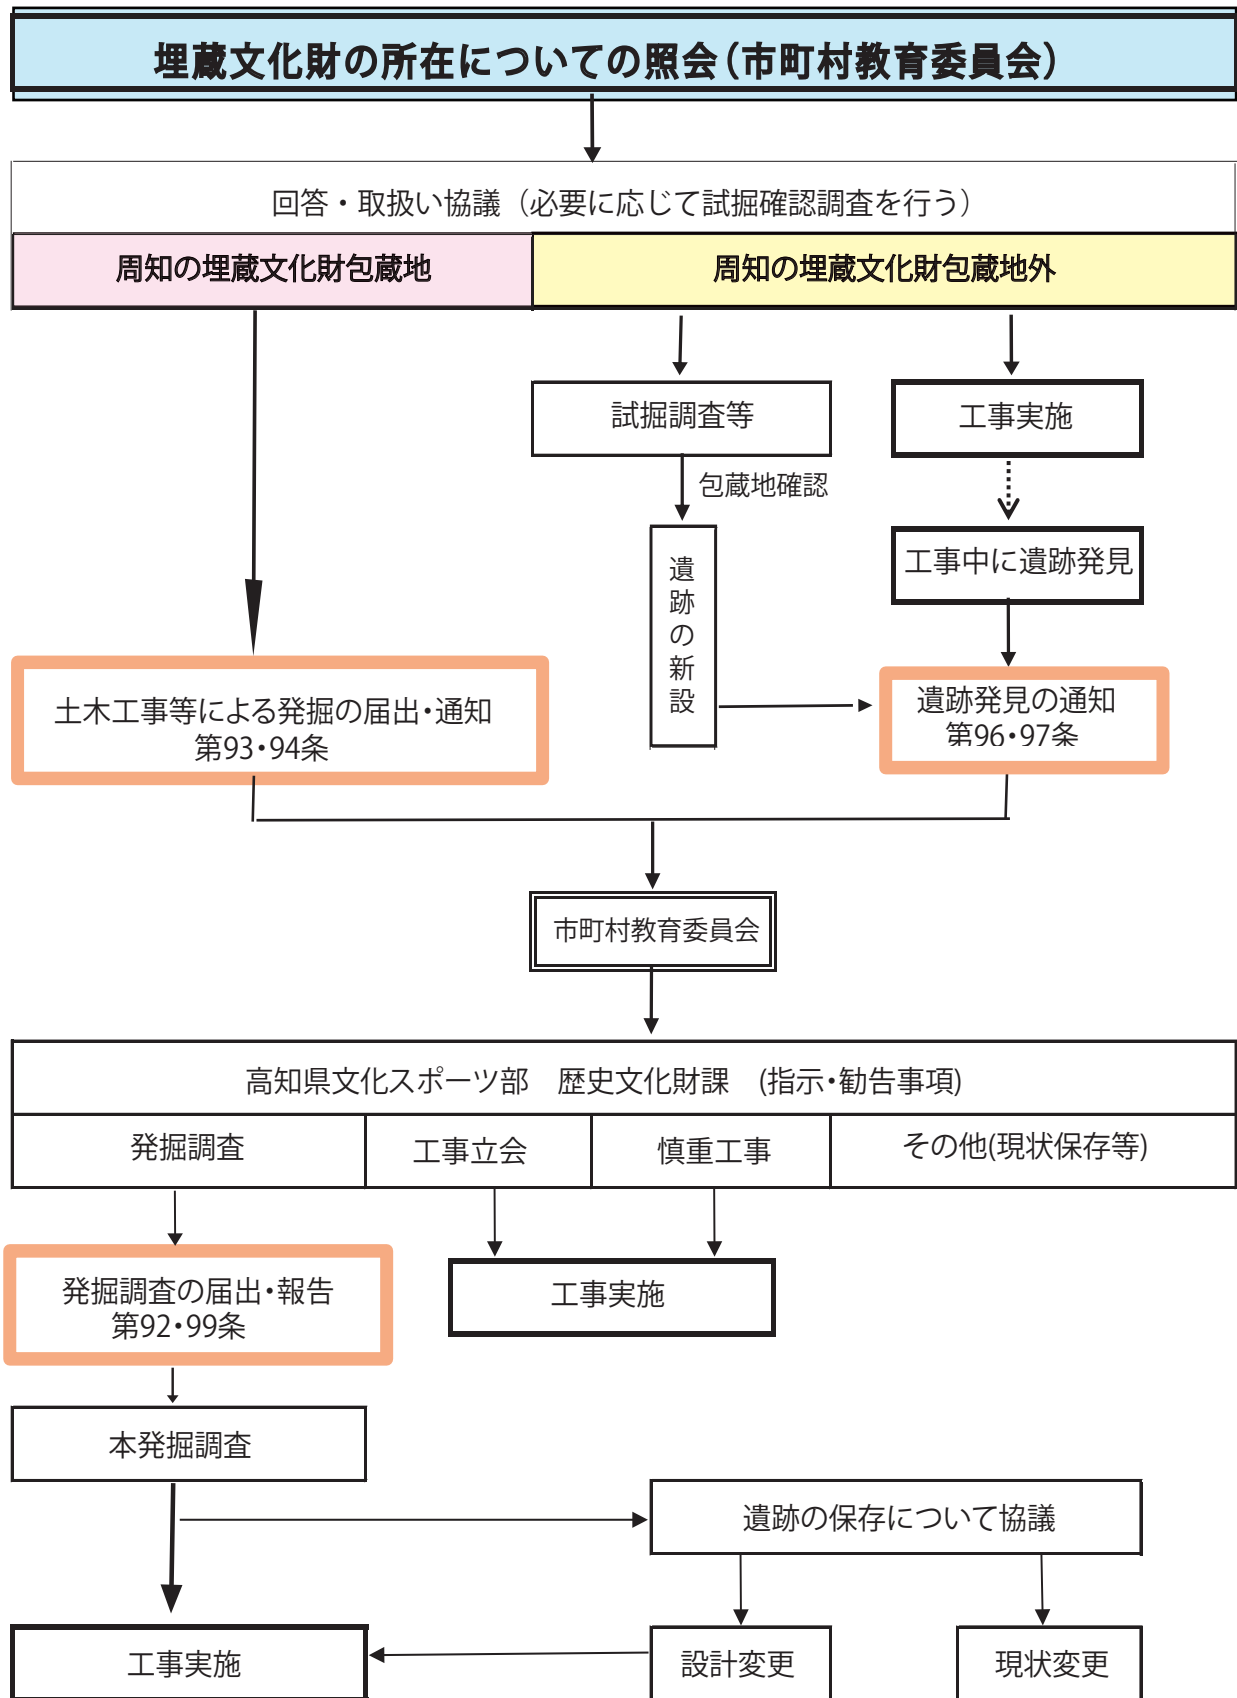 埋蔵文化財の所在についての照会（市町村教育委員会）
回答・取扱い協議（必要に応じて試掘確認調査を行う）
周知の埋蔵文化財包蔵地
周知の埋蔵文化財包蔵地外
試掘調査等
工事実施
包蔵地確認
工事中に遺跡発見
遺跡の新設
土木工事等による発掘の届出・通知
第93・94条
遺跡発見の通知
第96・97条
市町村教育委員会
高知県文化スポーツ部　歴史文化財課　(指示・勧告事項)
発掘調査
工事立会
慎重工事
その他(現状保存等)
発掘調査の届出・報告
第92・99条
工事実施
本発掘調査
遺跡の保存について協議
工事実施
設計変更
現状変更